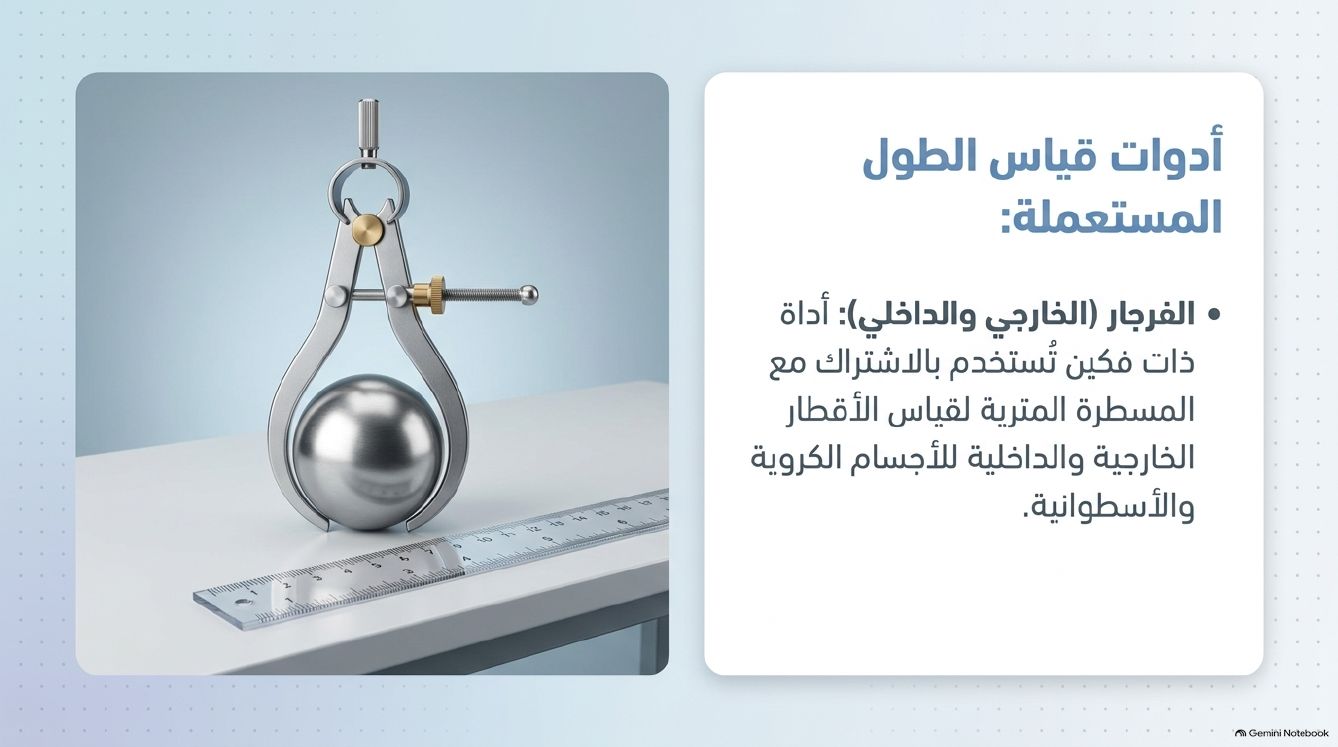 أدوات قياس الطول
المستعملة:
• الفرجار (الخارجي والداخلي): أداة
ذات فكين تُستخدم بالاشتراك مع
المسطرة المترية لقياس الأقطار
الخارجية والداخلية للأجسام الكروية
والأسطوانية.
Gemini Notebook